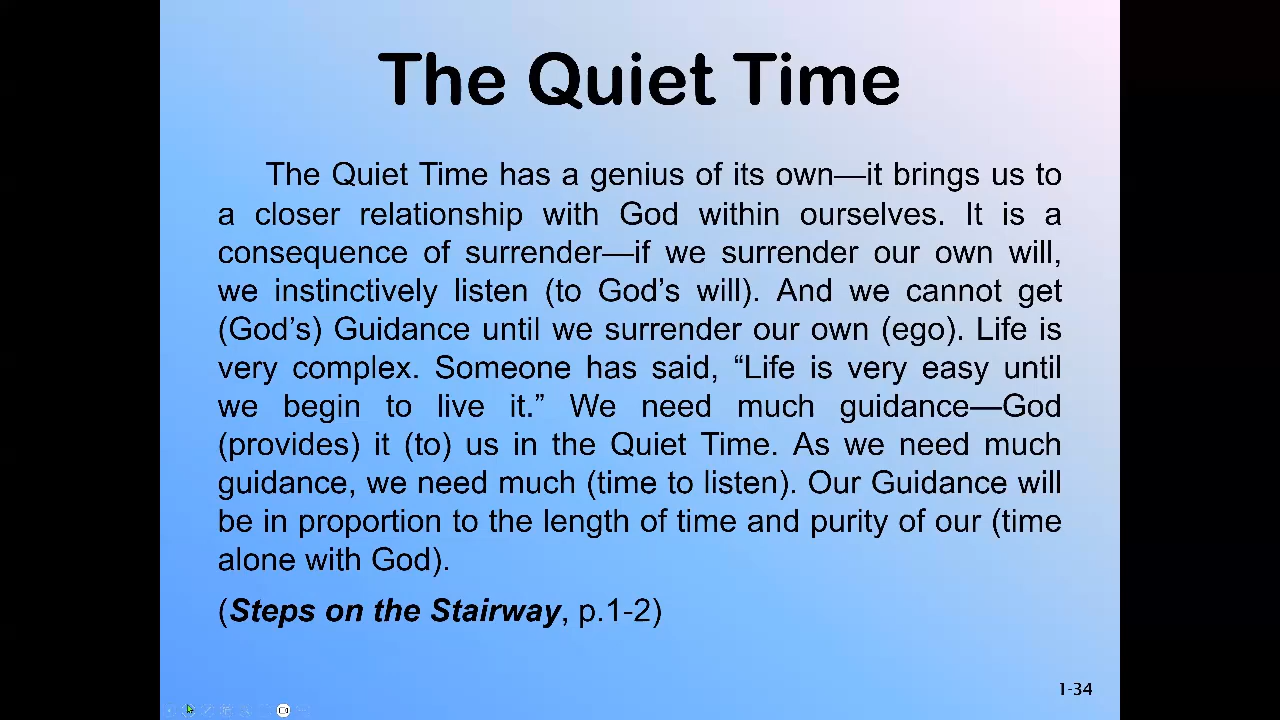 The Quiet Time
The Quiet Time has a genius of its own—it brings us to
a closer relationship with God within ourselves. It is a
consequence of surrender—if we surrender our own will,
we instinctively listen (to God’s will). And we cannot get
(God’s) Guidance until we surrender our own (ego). Life is
very complex. Someone has said, “Life is very easy until
we begin to live it.” We need much guidance—God
(provides) it (to) us in the Quiet Time. As we need much
guidance, we need much (time to listen). Our Guidance will
be in proportion to the length of time and purity of our (time
alone with God).
(Steps on the Stairway, p.1-2)
1-34